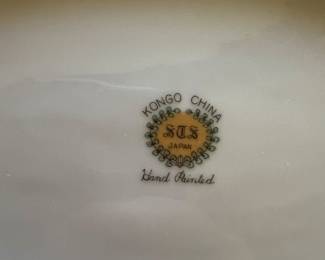 KONGO CHINA
STS
JAPAN
Hand Painted